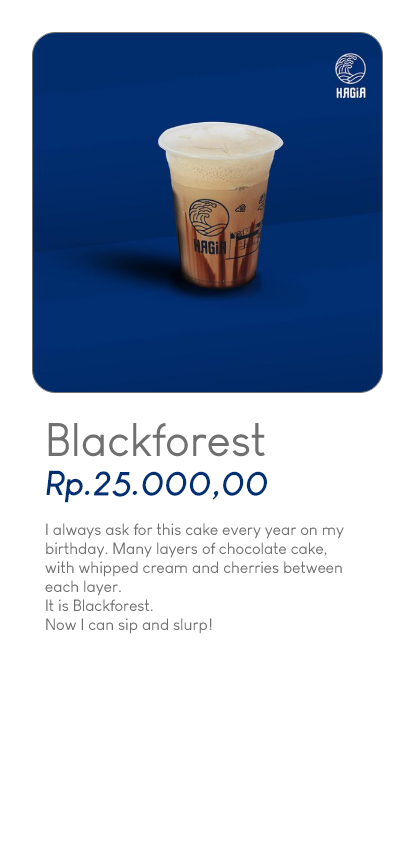 HAGiA
HAGiA
Blackforest
Rp.25.000,00
I always ask for this cake every year on my
birthday. Many layers of chocolate cake,
with whipped cream and cherries between
each layer.
It is Blackforest.
Now I can sip and slurp!